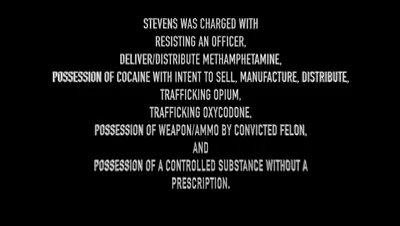 STEVENS WAS CHARGED WITH
RESISTING AN OFFICER,
DELIVER/DISTRIBUTE METHAMPHETAMINE,
POSSESSION OF COCAINE WITH INTENT TO SELL, MANUFACTURE, DISTRIBUTE,
TRAFFICKING OPIUM,
TRAFFICKING OXYCODONE,
POSSESSION OF WEAPON/AMMO BY CONVICTED FELON,
AND
POSSESSION OF A CONTROLLED SUBSTANCE WITHOUT A
PRESCRIPTION.